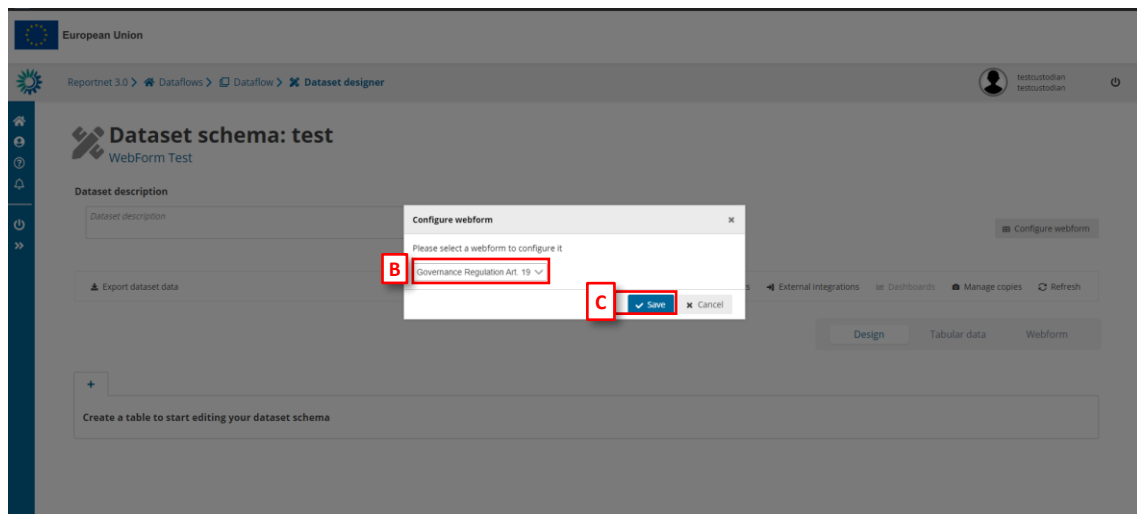 European Union
Reportnet 3.0 > Dataflows > Dataflow > Dataset designer
testcustodian
testcustodian
Dataset schema: test
WebForm Test
Dataset description
Dataset description
Configure webform
Configure webform
Please select a webform to configure it
B
Governance Regulation Art. 19
C
Save
Cancel
Export dataset data
External integrations
Dashboards
Manage copies
Refresh
Design
Tabular data
Webform
+
Create a table to start editing your dataset schema